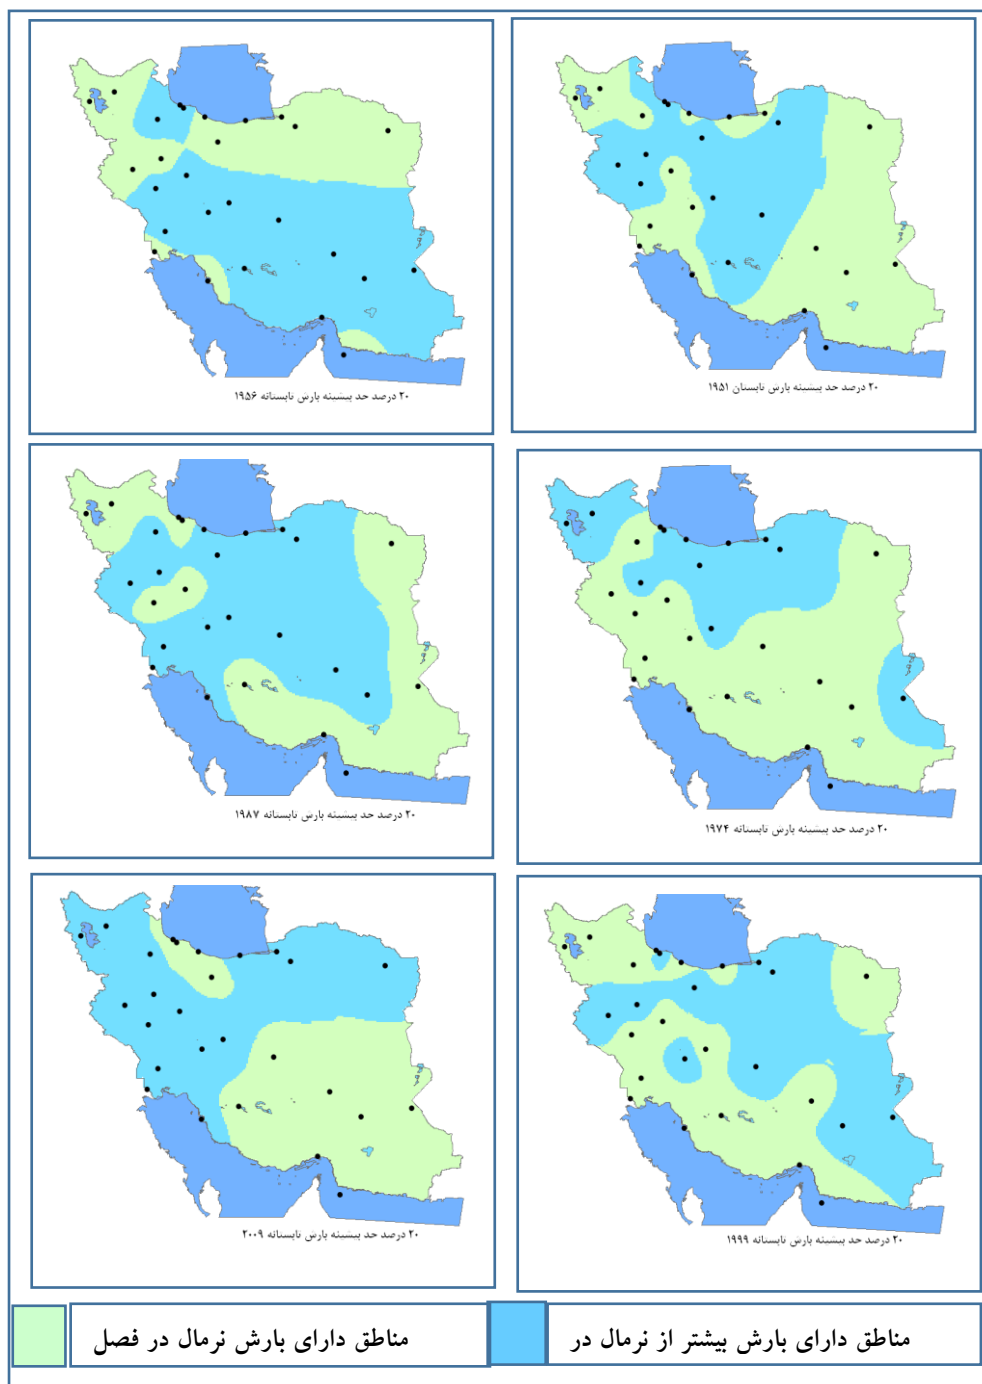 ۲۰ درصد حد بیشینه بارش تابستان ۱۹۵۱
۲۰ درصد حد بیشینه بارش تابستانه ۱۹۵۶
۲۰ درصد حد بیشینه بارش تابستانه ۱۹۷۴
۲۰ درصد حد بیشینه بارش تابستانه ۱۹۸۷
۲۰ درصد حد بیشینه بارش تابستانه ۱۹۹۹
۲۰ درصد حد بیشینه بارش تابستانه ۲۰۰۹
مناطق دارای بارش بیشتر از نرمال در
مناطق دارای بارش نرمال در فصل